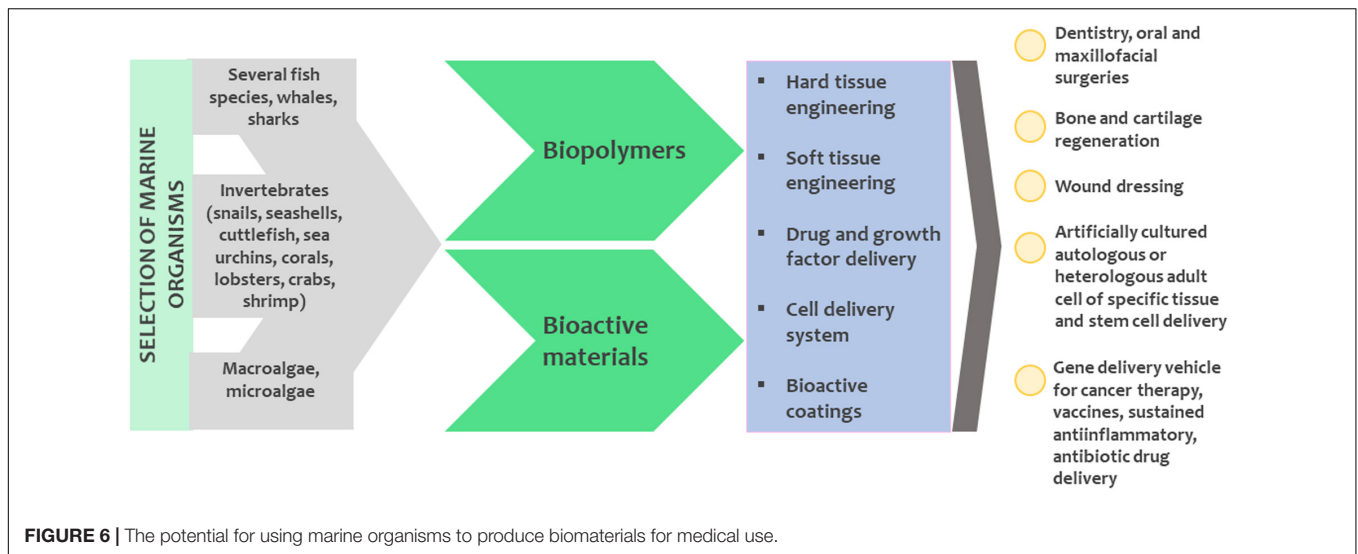 SELECTION OF MARINE
ORGANISMS
Several fish
species, whales,
sharks
Invertebrates
(snails, seashells,
cuttlefish, sea
urchins, corals,
lobsters, crabs,
shrimp)
Macroalgae,
microalgae
Biopolymers
Bioactive
materials
▪ Hard tissue
engineering
▪ Soft tissue
engineering
▪ Drug and growth
factor delivery
▪ Cell delivery
system
▪ Bioactive
coatings
Dentistry, oral and
maxillofacial
surgeries
Bone and cartilage
regeneration
Wound dressing
Artificially cultured
autologous or
heterologous adult
cell of specific tissue
and stem cell delivery
Gene delivery vehicle
for cancer therapy,
vaccines, sustained
antiinflammatory,
antibiotic drug
delivery
FIGURE 6 | The potential for using marine organisms to produce biomaterials for medical use.